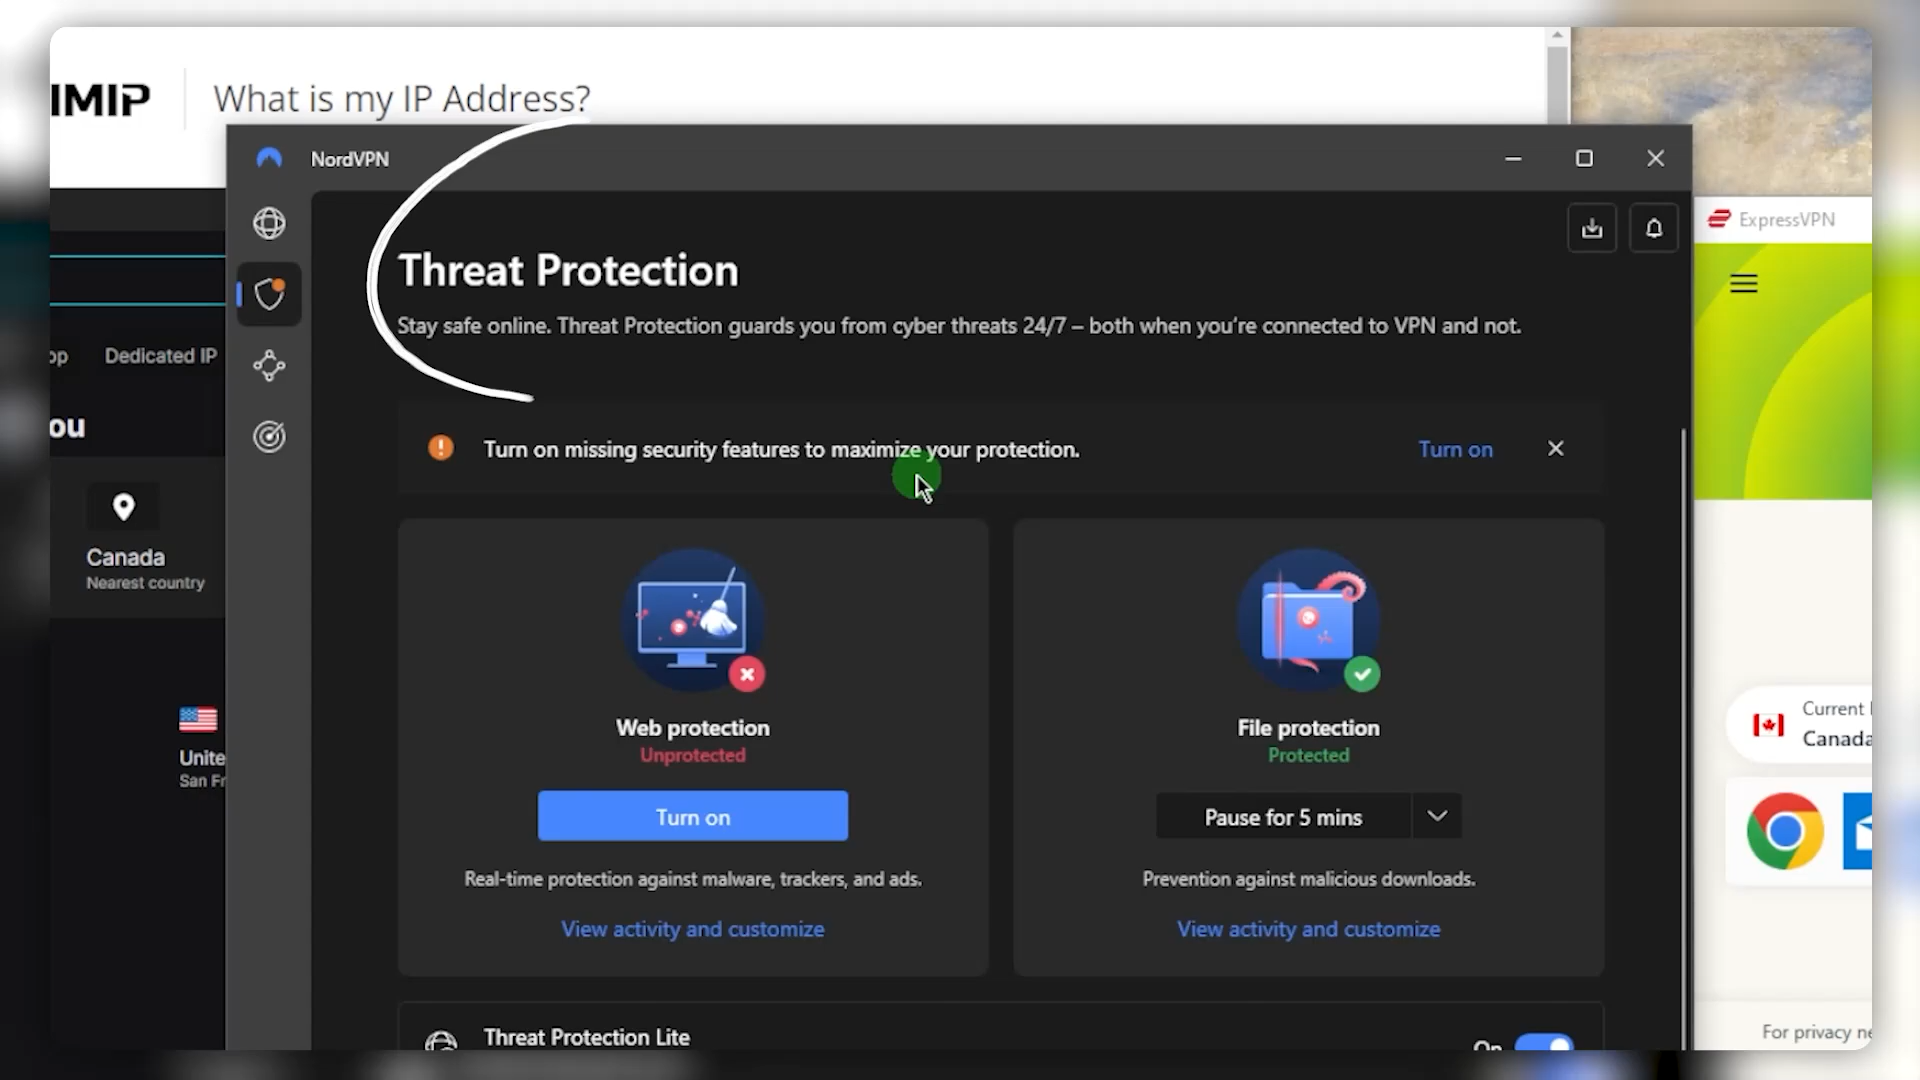 IMIP
What is my IP Address?
NordVPN
ExpressVPN
Threat Protection
Stay safe online. Threat Protection guards you from cyber threats 24/7 – both when you're connected to VPN and not.
Dedicated IP
ou
Turn on missing security features to maximize your protection.
Turn on
Canada
Nearest country
Web protection
Unprotected
Turn on
Real-time protection against malware, trackers, and ads.
View activity and customize
File protection
Protected
Pause for 5 mins
Prevention against malicious downloads.
View activity and customize
Current
Canada
Unite
San Fr
Threat Protection Lite
On
For privacy ne